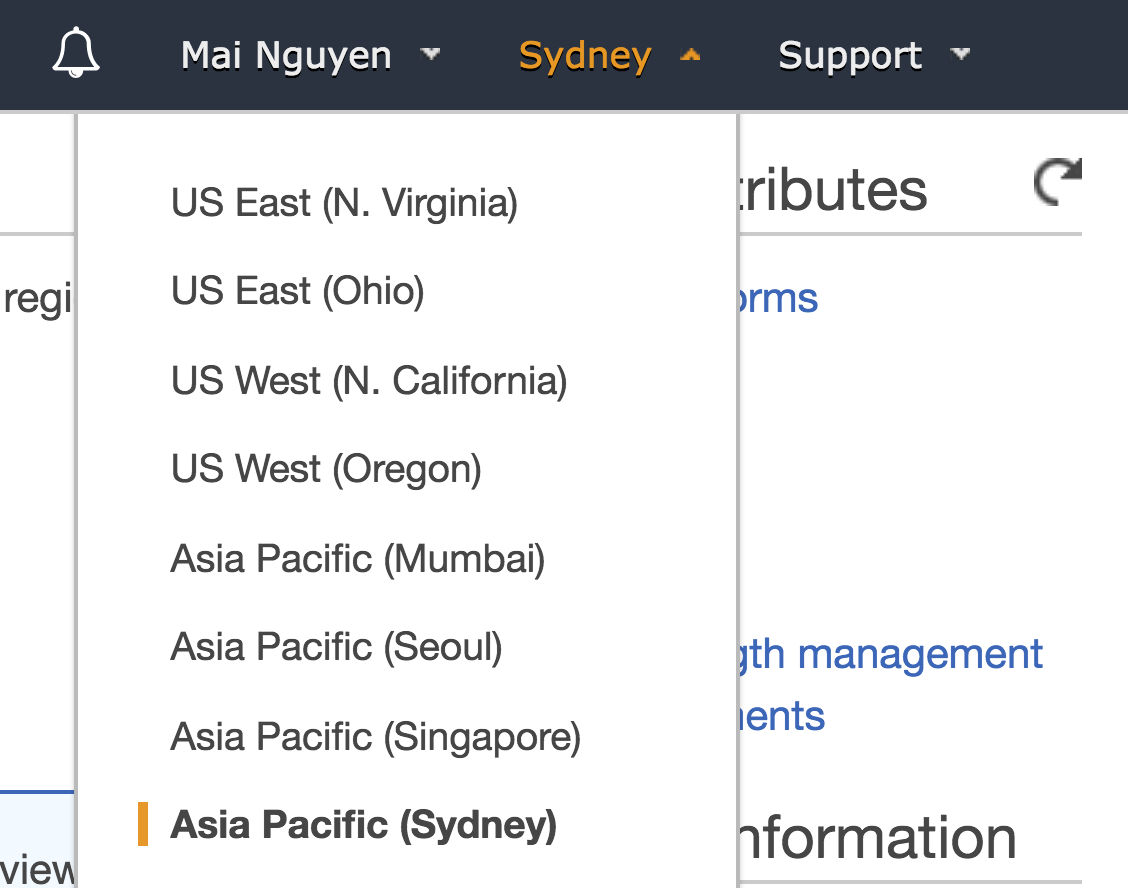 Mai Nguyen Sydney Support
US East (N. Virginia)
US East (Ohio)
US West (N. California)
US West (Oregon)
Asia Pacific (Mumbai)
Asia Pacific (Seoul)
Asia Pacific (Singapore)
Asia Pacific (Sydney)
regi
view
tributes
orms
gth management
ents
nformation